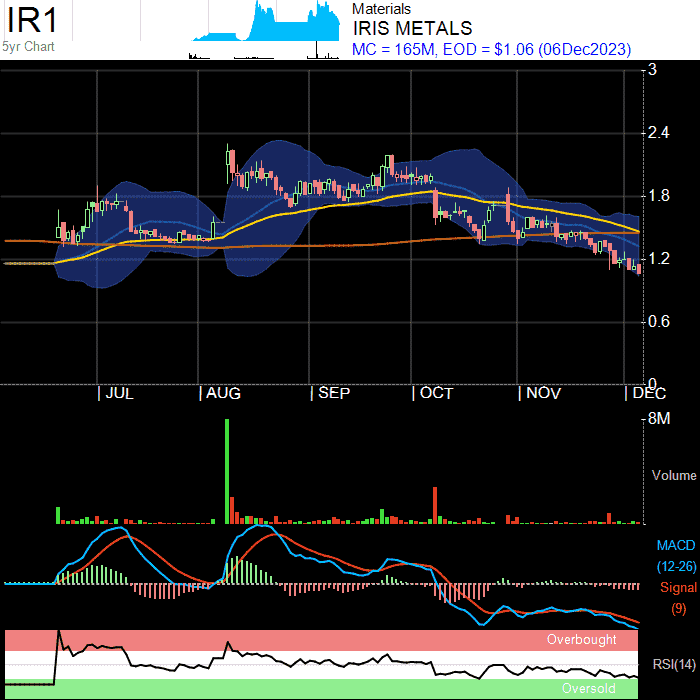 IR1
5yr Chart
Materials
IRIS METALS
MC = 165M, EOD = $1.06 (06Dec2023)
3
2.4
1.8
1.2
0.6
0
| JUL | AUG | SEP | OCT | NOV | DEC
8M
Volume
MACD
(12-26)
Signal
(9)
Overbought
RSI(14)
Oversold